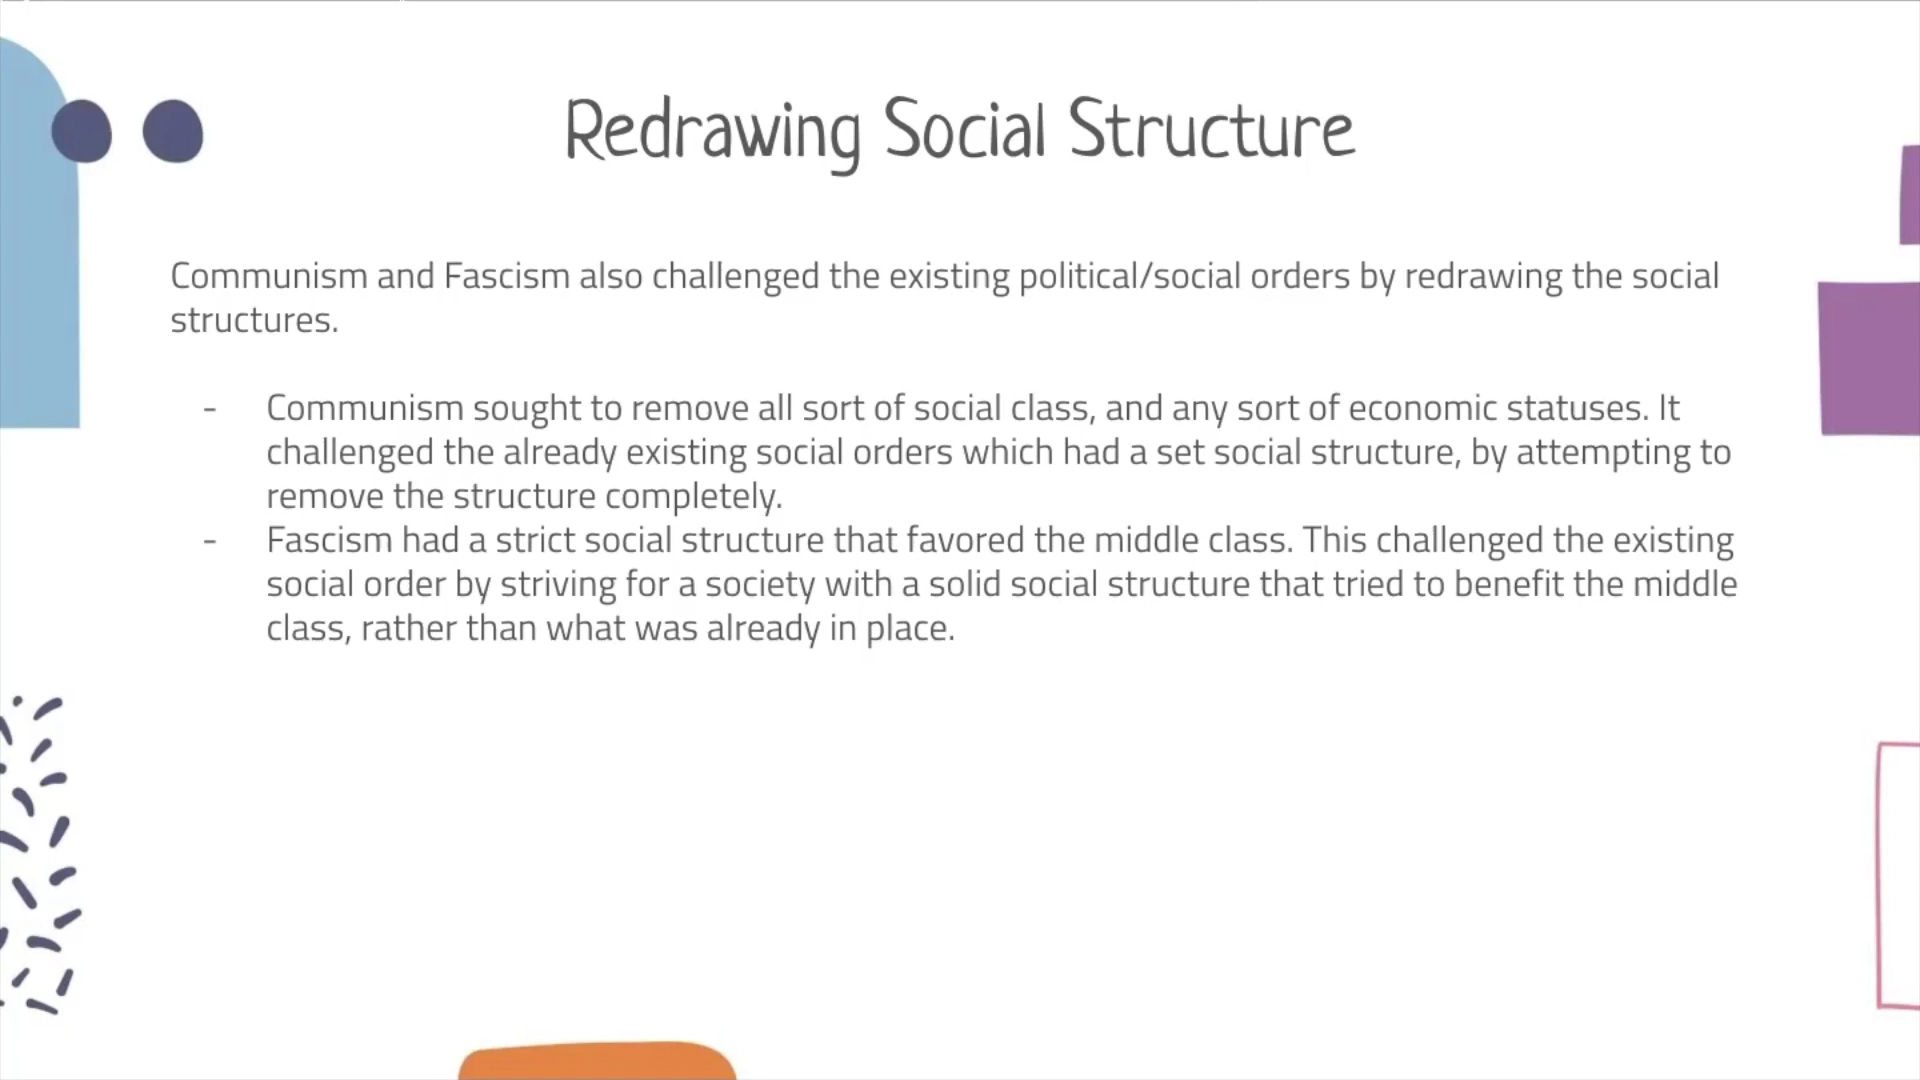 Redrawing Social Structure
Communism and Fascism also challenged the existing political/social orders by redrawing the social
structures.
- Communism sought to remove all sort of social class, and any sort of economic statuses. It
challenged the already existing social orders which had a set social structure, by attempting to
remove the structure completely.
- Fascism had a strict social structure that favored the middle class. This challenged the existing
social order by striving for a society with a solid social structure that tried to benefit the middle
class, rather than what was already in place.